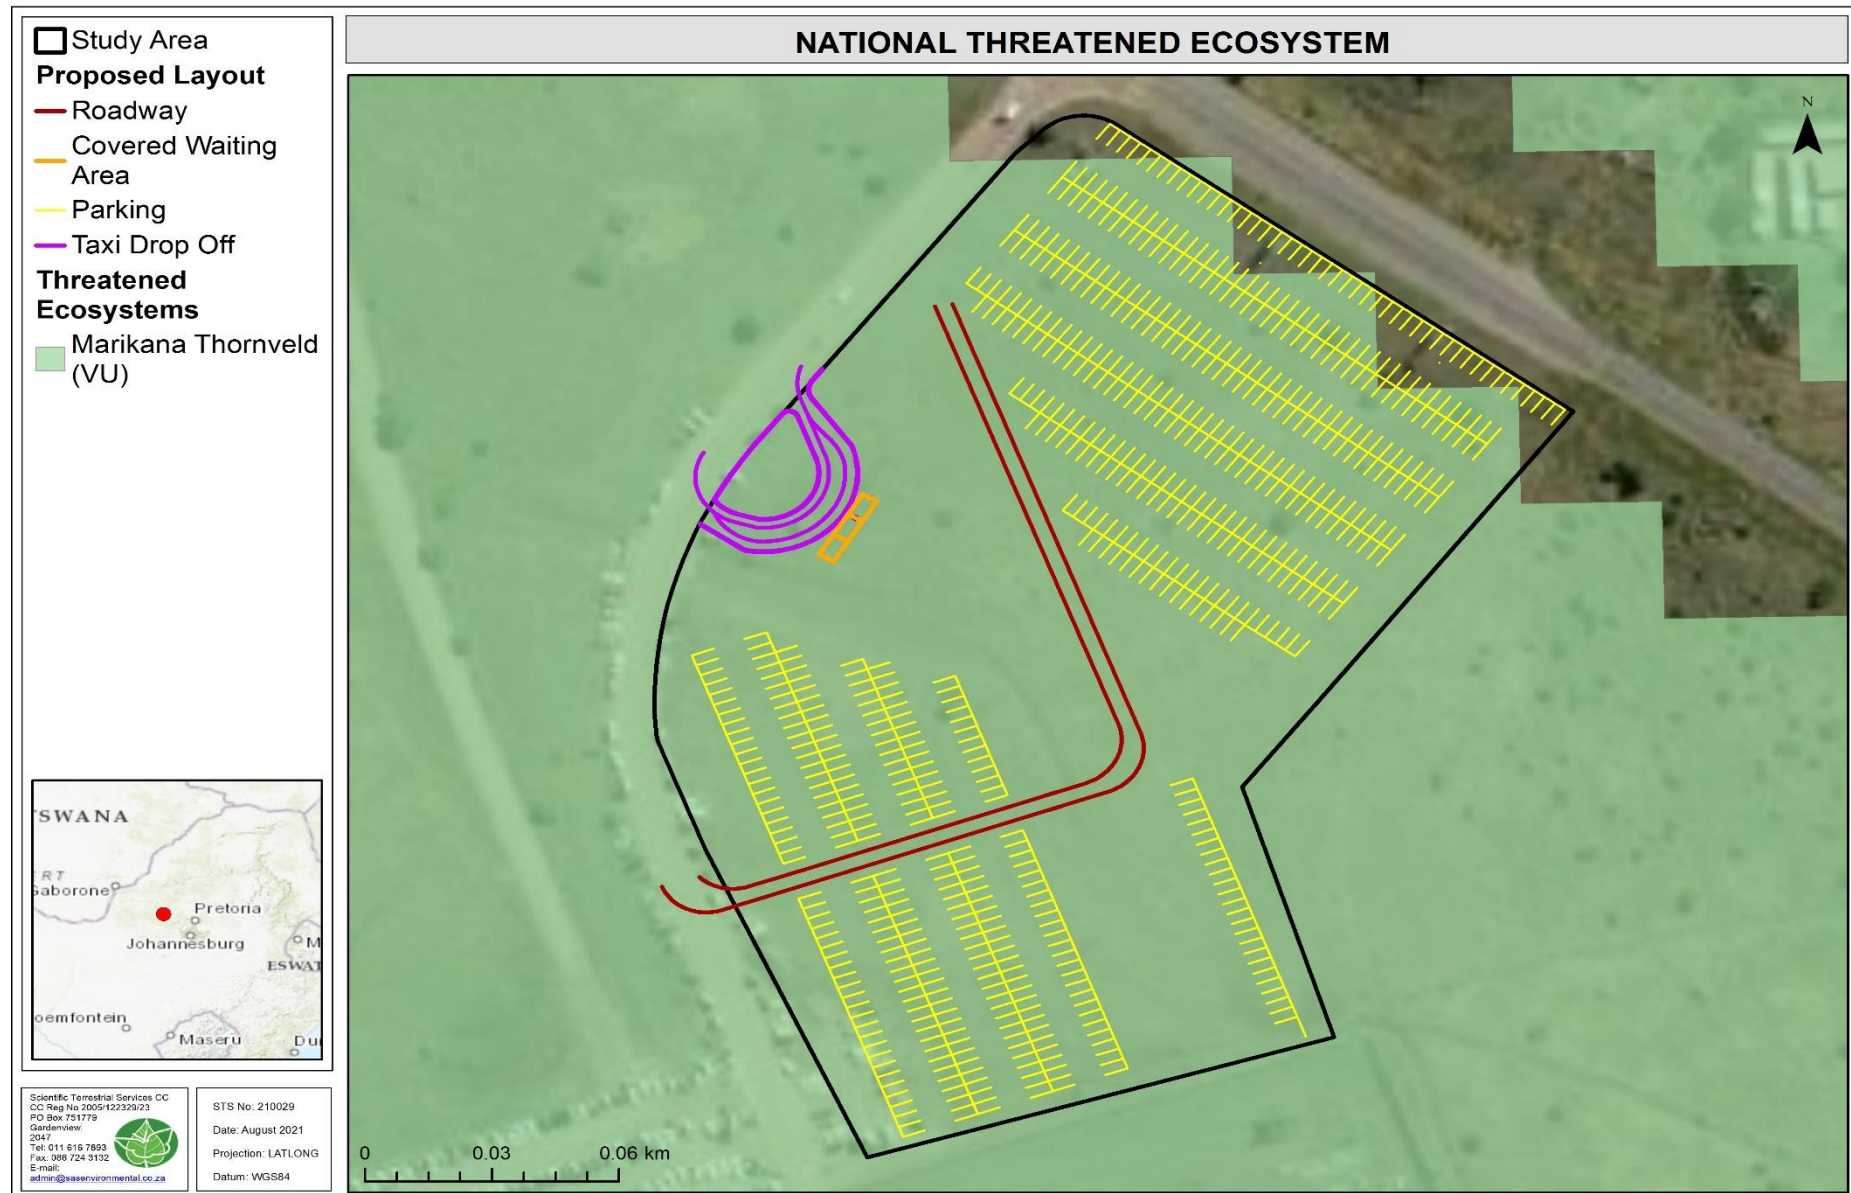 Study Area
Proposed Layout
Roadway
Covered Waiting
Area
Parking
Taxi Drop Off
Threatened
Ecosystems
Marikana Thornveld
(VU)
NATIONAL THREATENED ECOSYSTEM
N
0 0.03 0.06 km
TSWANA
ERT
Gaborone
Pretoria
Johannesburg
M
ESWAT
oemfontein
Maseru
Du
Scientific Terrestrial Services CC
CC Reg No 2005/122329/23
PO Box 751779
Gardenview
2047
Tel: 011 616 7893
Fax: 086 724 3132
E-mail:
admin@sasenvironmental.co.za
STS No: 210029
Date: August 2021
Projection: LATLONG
Datum: WGS84